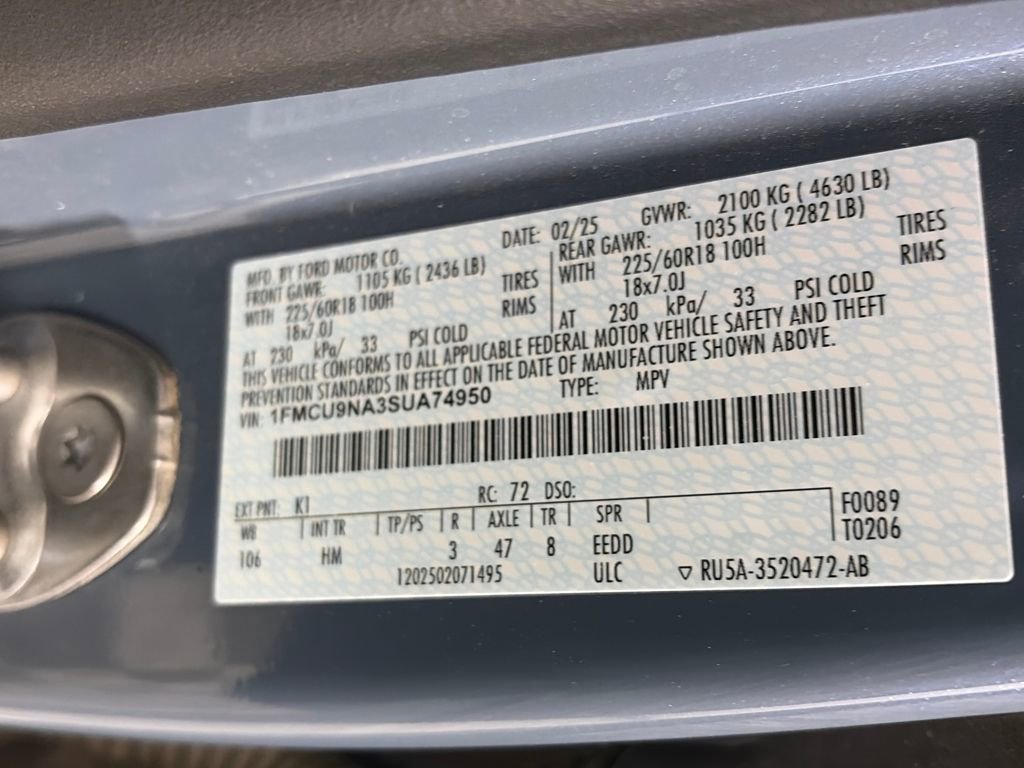 MFD. BY FORD MOTOR CO. DATE: 02/25 GVWR: 2100 KG ( 4630 LB)
FRONT GAWR: 1105 KG ( 2436 LB) REAR GAWR: 1035 KG ( 2282 LB)
WITH 225/60R18 100H TIRES WITH 225/60R18 100H TIRES
18x7.0J RIMS 18x7.0J RIMS
AT 230 kPa/ 33 PSI COLD AT 230 kPa/ 33 PSI COLD
THIS VEHICLE CONFORMS TO ALL APPLICABLE FEDERAL MOTOR VEHICLE SAFETY AND THEFT
PREVENTION STANDARDS IN EFFECT ON THE DATE OF MANUFACTURE SHOWN ABOVE.
VIN: 1FMCU9NA3SUA74950 TYPE: MPV
EXT PNT: K1 RC: 72 DSO:
WB INT TR TP/PS R AXLE TR SPR F0089
106 HM 3 47 8 EEDD T0206
1202502071495 ULC ▽ RU5A-3520472-AB